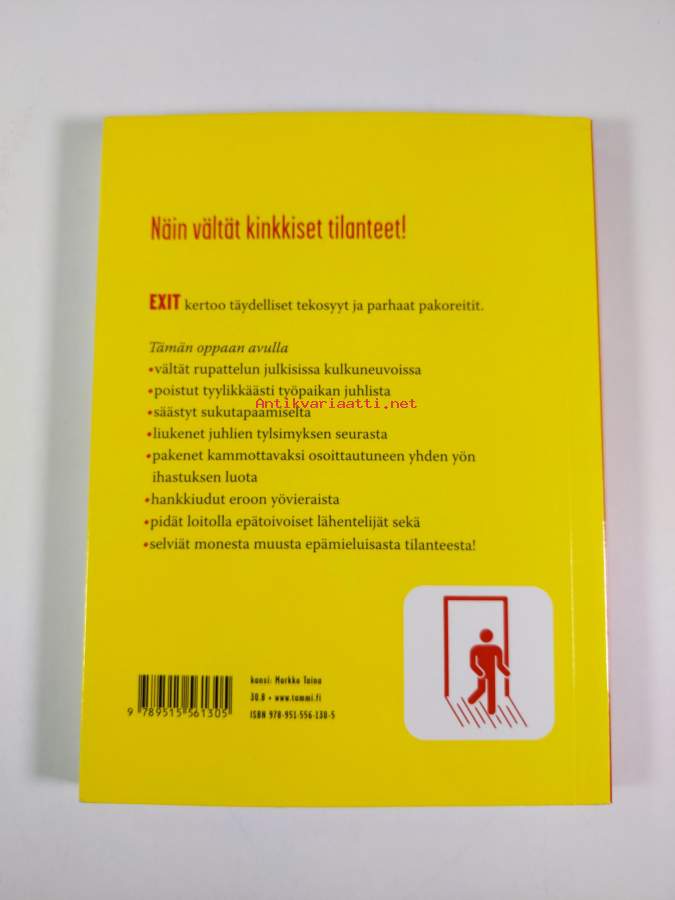 Näin vältät kinkkiset tilanteet!
EXIT kertoo täydelliset tekosyyt ja parhaat pakoreitit.
Tämän oppaan avulla
•vältät rupattelun julkisissa kulkuneuvoissa
•poistut tyylikkäästi työpaikan juhlista
Antikvariaatti.net
•säästyt sukutapaamiselta
•liukenet juhlien tylsimyksen seurasta
•pakenet kammottavaksi osoittautuneen yhden yön
ihastuksen luota
•hankkiudut eroon yövieraista
•pidät loitolla epätoivoiset lähentelijät sekä
•selviät monesta muusta epämieluisasta tilanteesta!
kansi: Markko Taina
30.8 • www.tammi.fi
ISBN 978-951-556-130-5
9 789515 561305